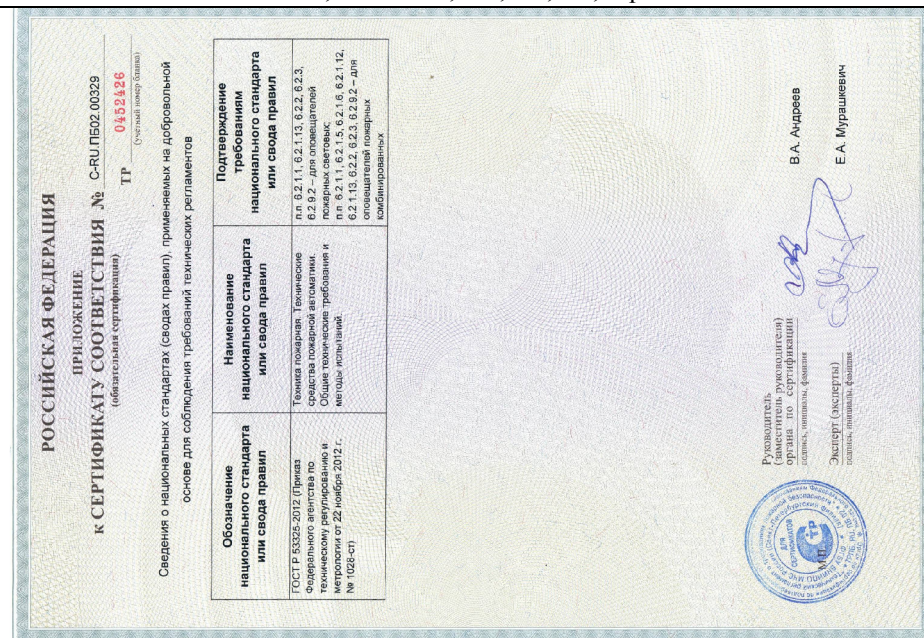 РОССИЙСКАЯ ФЕДЕРАЦИЯ
ПРИЛОЖЕНИЕ
к СЕРТИФИКАТУ СООТВЕТСТВИЯ № C-RU.ПБ02.00329
(обязательная сертификация)
ТР 0452426
(учетный номер бланка)
Сведения о национальных стандартах (сводах правил), применяемых на добровольной
основе для соблюдения требований технических регламентов
Обозначение
национального стандарта
или свода правил
Наименование
национального стандарта
или свода правил
Подтверждение
требованиям
национального стандарта
или свода правил
ГОСТ Р 53325-2012 (Приказ
Федерального агентства по
техническому регулированию и
метрологии от 22 ноября 2012 г.
№ 1028-ст)
Техника пожарная. Технические
средства пожарной автоматики.
Общие технические требования и
методы испытаний.
п.п. 6.2.1.1, 6.2.1.13, 6.2.2, 6.2.3,
6.2.9.2 – для оповещателей
пожарных световых;
п.п. 6.2.1.1, 6.2.1.5, 6.2.1.6, 6.2.1.12,
6.2 1.13, 6.2.2, 6.2.3, 6.2.9.2 – для
оповещателей пожарных
комбинированных
Руководитель
(заместитель руководителя)
органа по сертификации
подпись, инициалы, фамилия
В.А. Андреев
Эксперт (эксперты)
подпись, инициалы, фамилия
Е.А. Мурашкевич
М.П.
ДЛЯ
СЕРТИФИКАТОВ